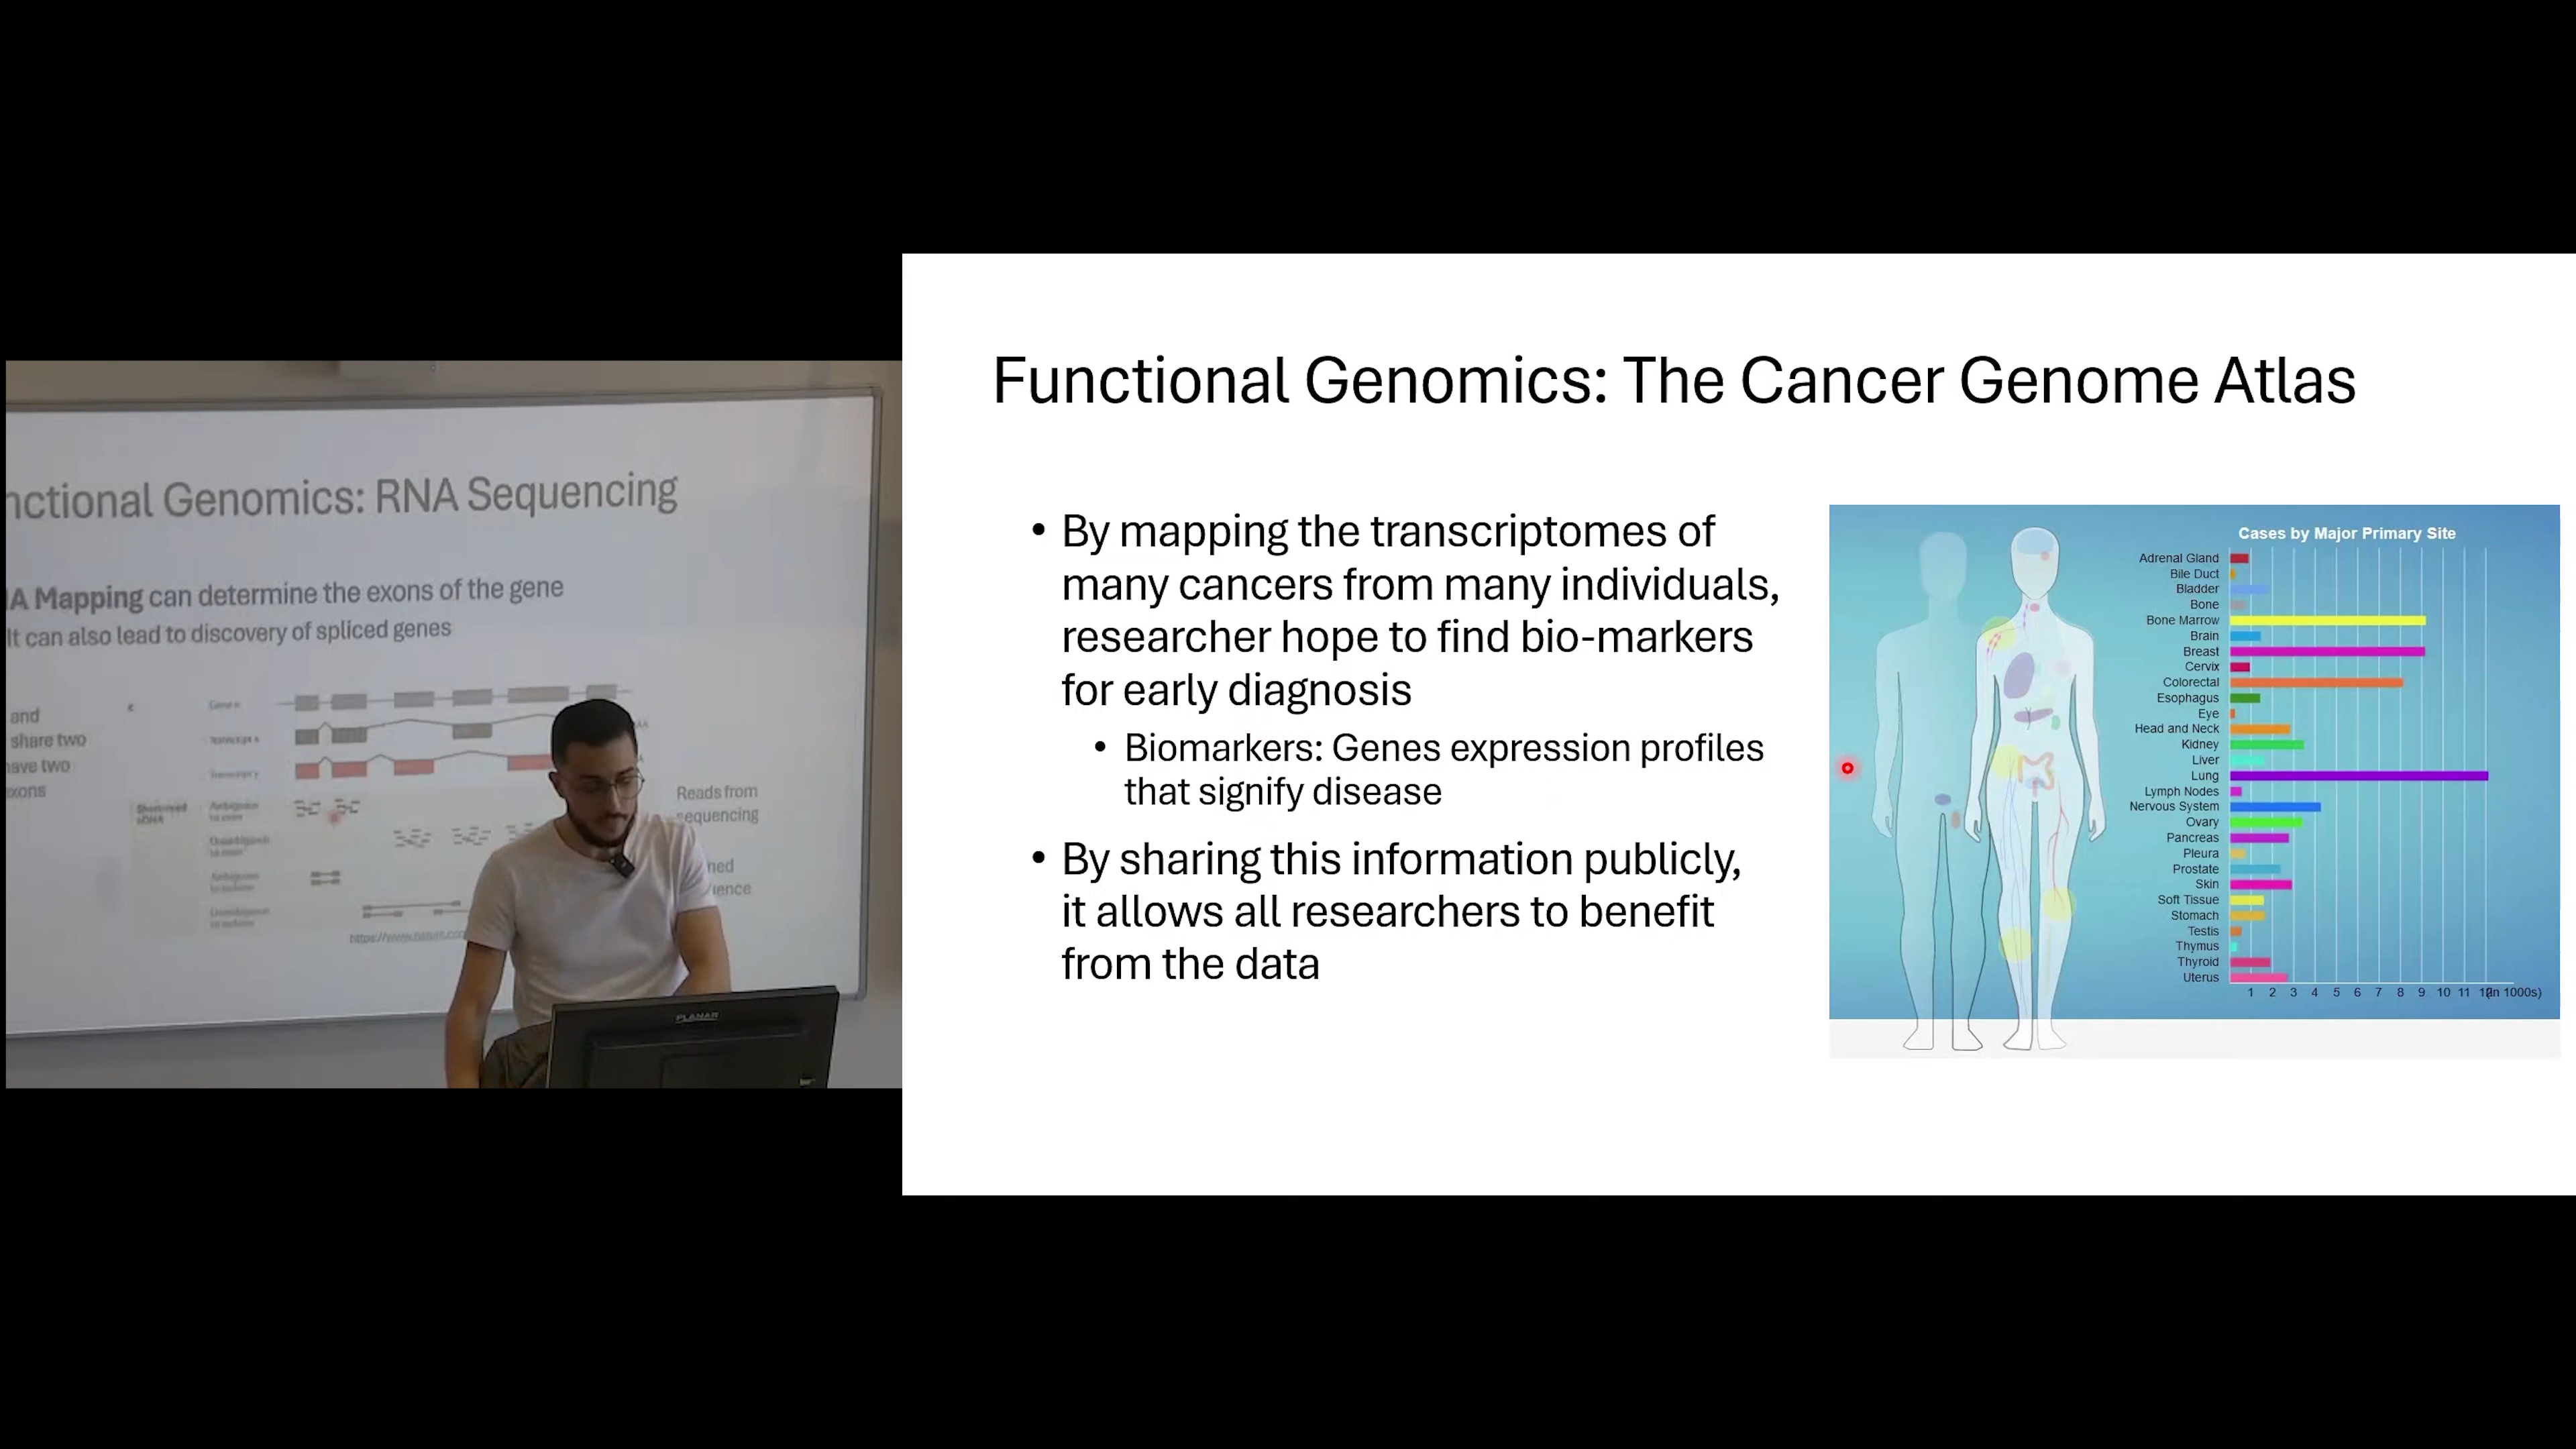 nctional Genomics: RNA Sequencing
A Mapping can determine the exons of the gene
It can also lead to discovery of spliced genes
and
share two
have two
xons
Reads from
sequencing
https://www.
PLANAR
Functional Genomics: The Cancer Genome Atlas
• By mapping the transcriptomes of
many cancers from many individuals,
researcher hope to find bio-markers
for early diagnosis
• Biomarkers: Genes expression profiles
that signify disease
• By sharing this information publicly,
it allows all researchers to benefit
from the data
Cases by Major Primary Site
Adrenal Gland
Bile Duct
Bladder
Bone
Bone Marrow
Brain
Breast
Cervix
Colorectal
Esophagus
Eye
Head and Neck
Kidney
Liver
Lung
Lymph Nodes
Nervous System
Ovary
Pancreas
Pleura
Prostate
Skin
Soft Tissue
Stomach
Testis
Thymus
Thyroid
Uterus
1 2 3 4 5 6 7 8 9 10 11 12 (in 1000s)